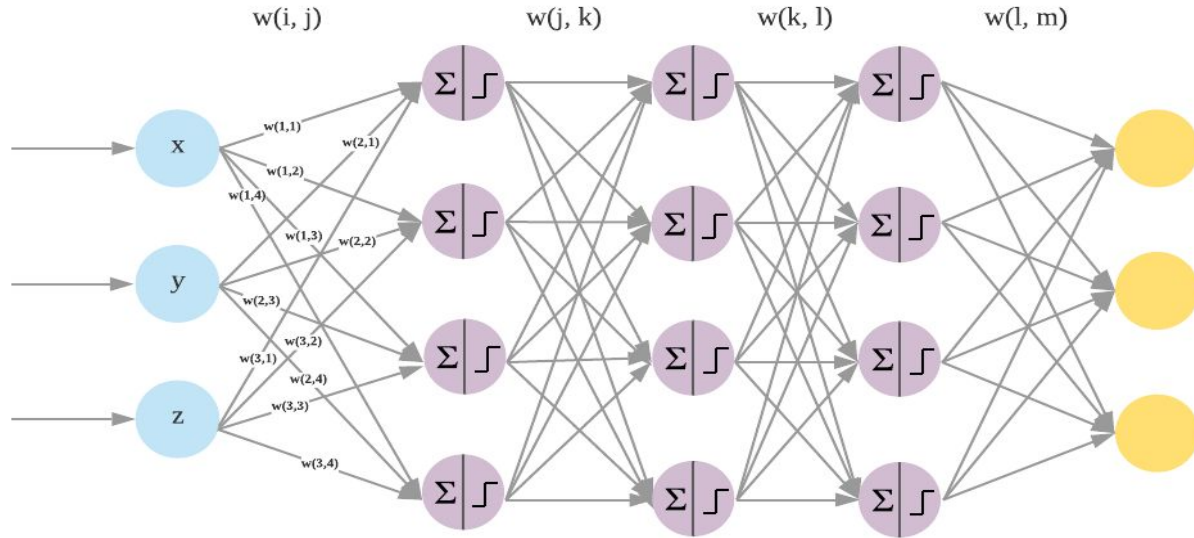 w(i, j)
w(j, k)
w(k, l)
w(l, m)
x
y
z
w(1,1)
w(2,1)
w(1,2)
w(1,4)
w(1,3)
w(2,2)
w(2,3)
w(3,2)
w(3,1)
w(2,4)
w(3,3)
w(3,4)
Σ Σ Σ
Σ Σ Σ
Σ Σ Σ
Σ Σ Σ